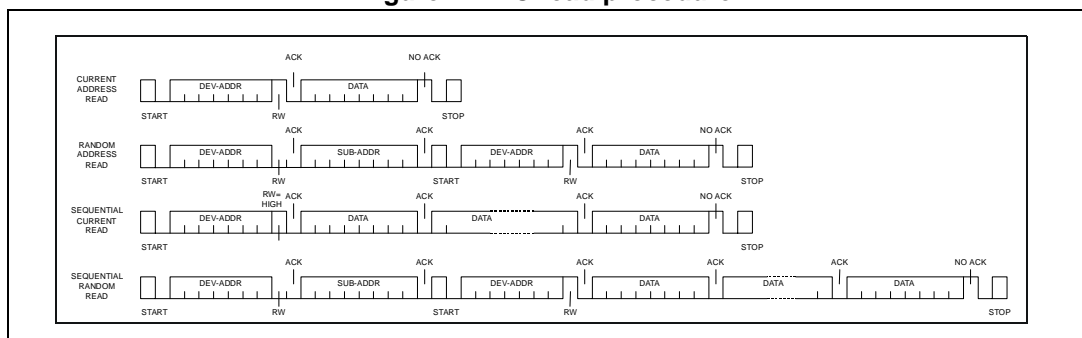 ACK NO ACK
CURRENT ADDRESS READ
DEV-ADDR DATA
START RW STOP
ACK ACK ACK NO ACK
RANDOM ADDRESS READ
DEV-ADDR SUB-ADDR DEV-ADDR DATA
START RW START RW STOP
RW= HIGH
ACK ACK ACK NO ACK
SEQUENTIAL CURRENT READ
DEV-ADDR DATA DATA DATA
START STOP
ACK ACK ACK ACK ACK NO ACK
SEQUENTIAL RANDOM READ
DEV-ADDR SUB-ADDR DEV-ADDR DATA DATA DATA
START RW START RW STOP